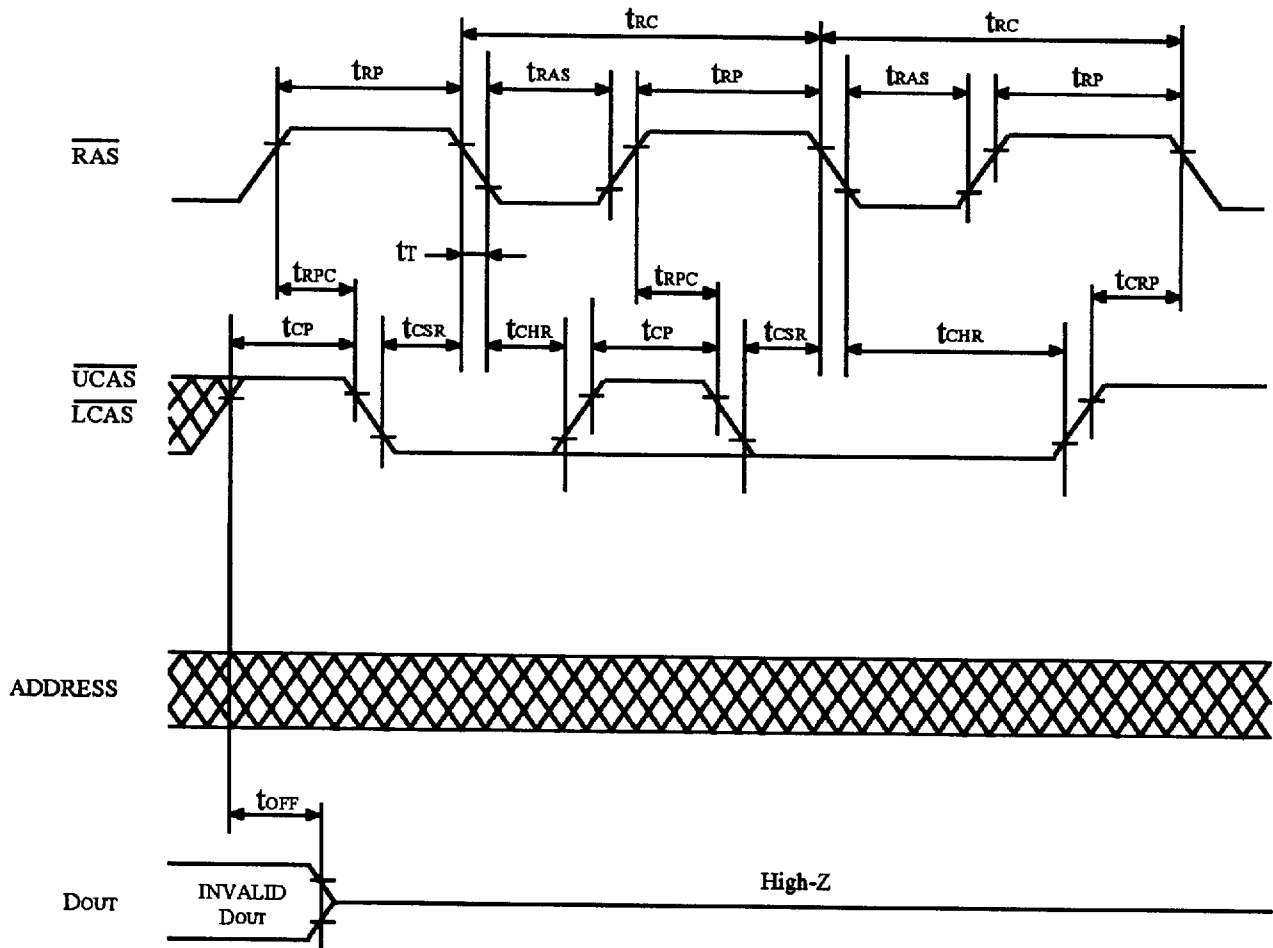 tRC tRC
tRP tRAS tRP tRAS tRP
RAS
tT
tRPC tRPC tCRP
tCP tCSR tCHR tCP tCSR tCHR
UCAS
LCAS
ADDRESS
tOFF
DOUT
INVALID
DOUT
High-Z